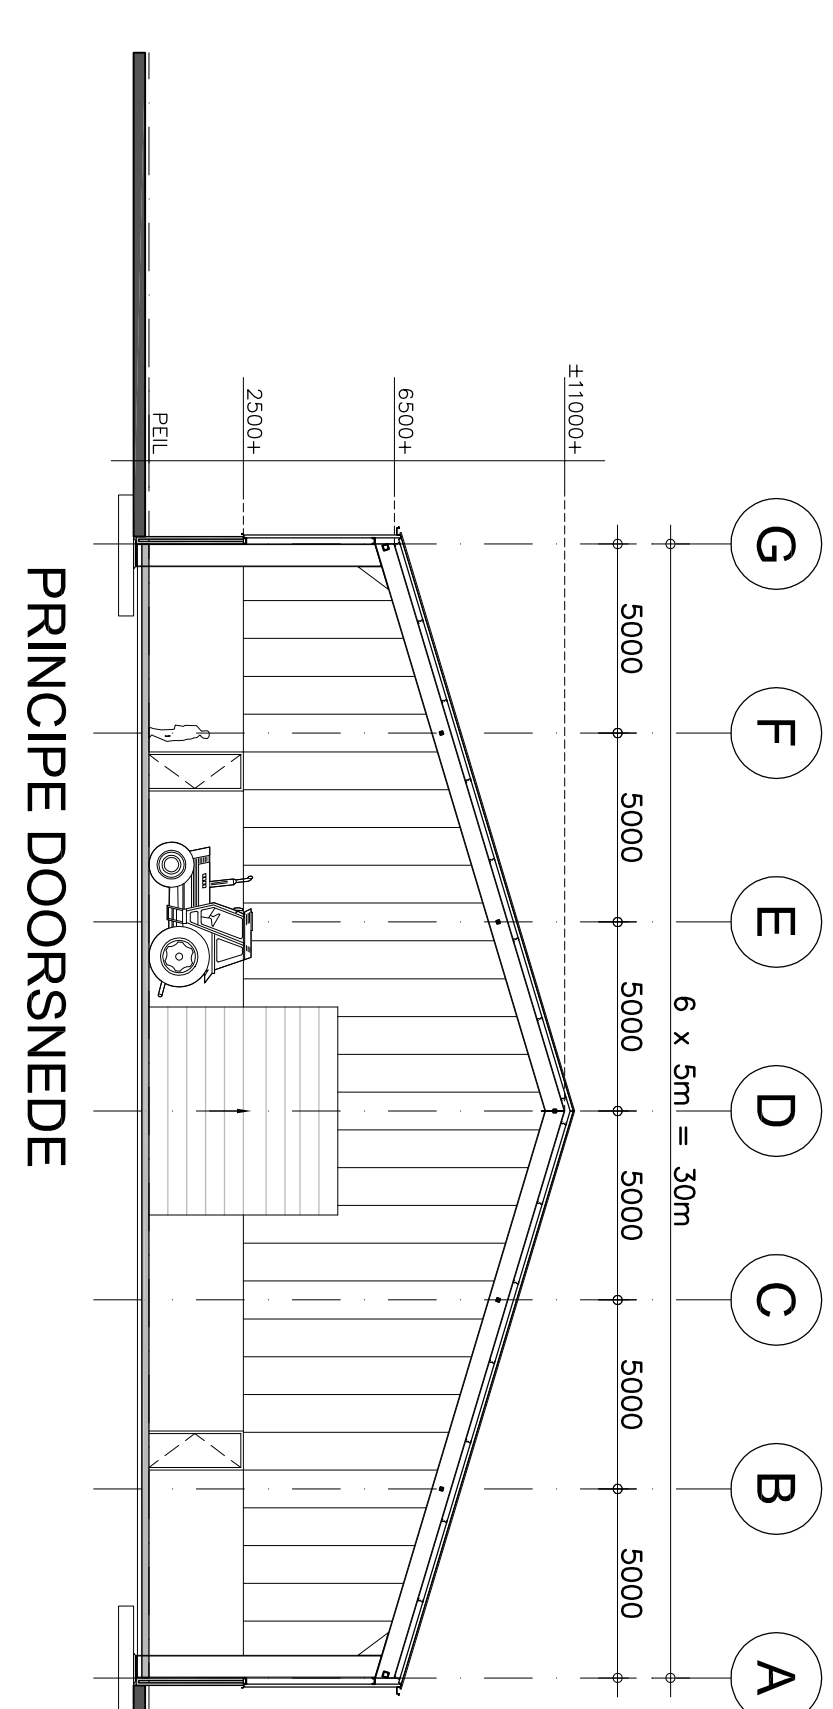 G
F
E
D
C
B
A
6 x 5m = 30m
5000
5000
5000
5000
5000
5000
±11000+
6500+
2500+
PEIL
PRINCIPE DOORSNEDE